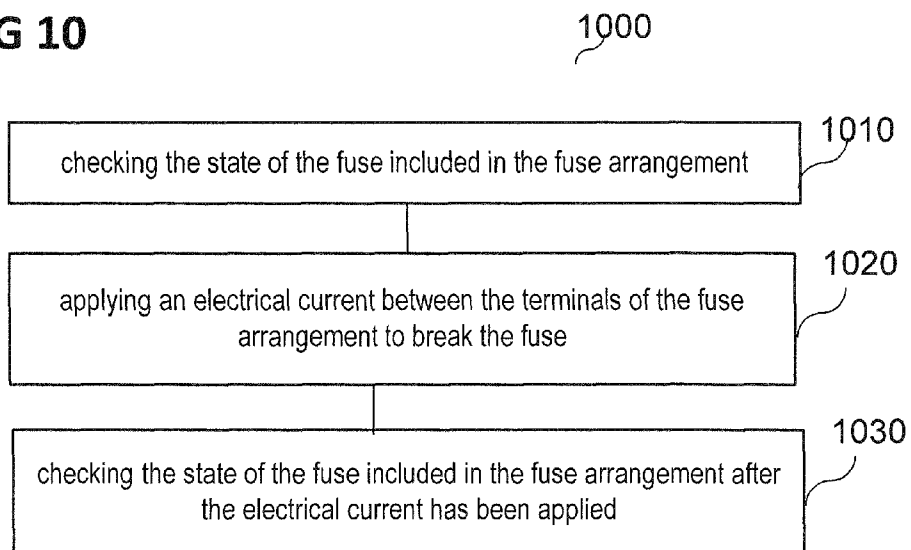 G 10
1000
1010
checking the state of the fuse included in the fuse arrangement
1020
applying an electrical current between the terminals of the fuse
arrangement to break the fuse
1030
checking the state of the fuse included in the fuse arrangement after
the electrical current has been applied